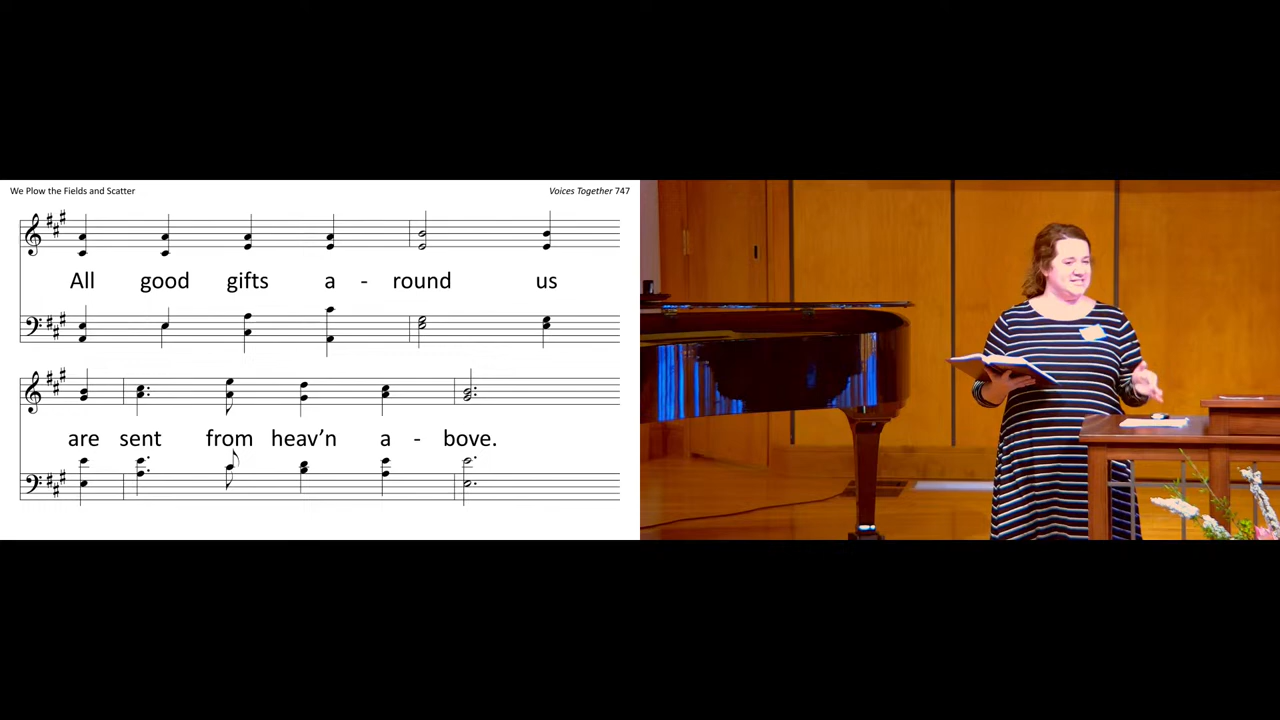 We Plow the Fields and Scatter
Voices Together 747
All good gifts a - round us
are sent from heav’n a - bove.